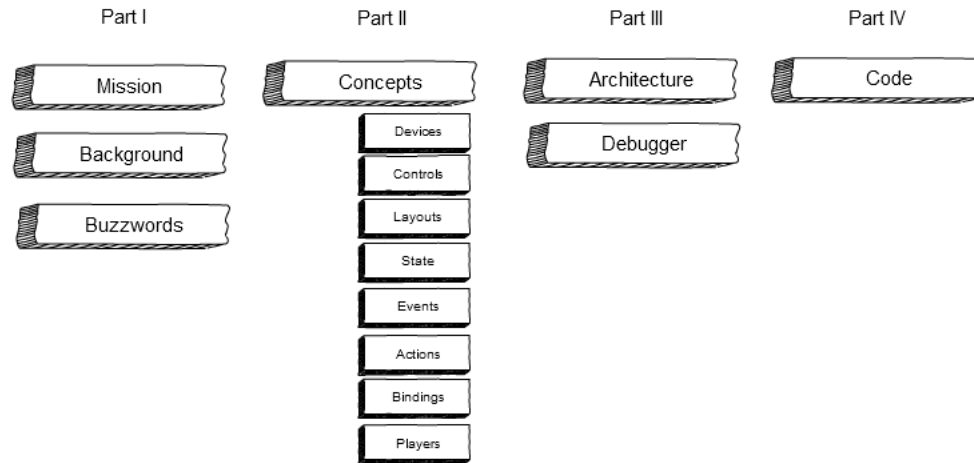 Part I
Mission
Background
Buzzwords
Part II
Concepts
Devices
Controls
Layouts
State
Events
Actions
Bindings
Players
Part III
Architecture
Debugger
Part IV
Code